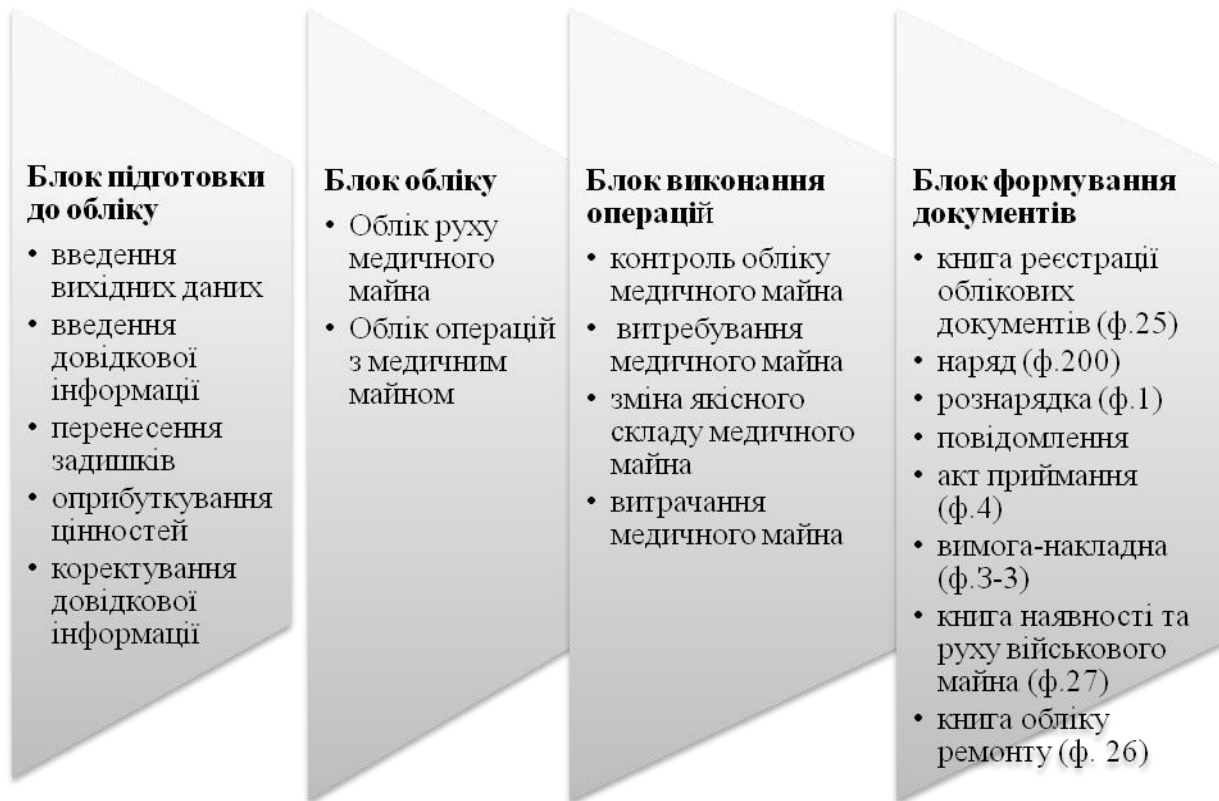 Блок підготовки
до обліку
• введення
вихідних даних
• введення
довідкової
інформації
• перенесення
задишків
• оприбуткування
цінностей
• коректування
довідкової
інформації
Блок обліку
• Облік руху
медичного
майна
• Облік операцій
з медичним
майном
Блок виконання
операцій
• контроль обліку
медичного майна
• витребування
медичного майна
• зміна якісного
складу медичного
майна
• витрачання
медичного майна
Блок формування
документів
• книга реєстрації
облікових
документів (ф.25)
• наряд (ф.200)
• рознарядка (ф.1)
• повідомлення
• акт приймання
(ф.4)
• вимога-накладна
(ф.З-3)
• книга наявності та
руху військового
майна (ф.27)
• книга обліку
ремонту (ф. 26)